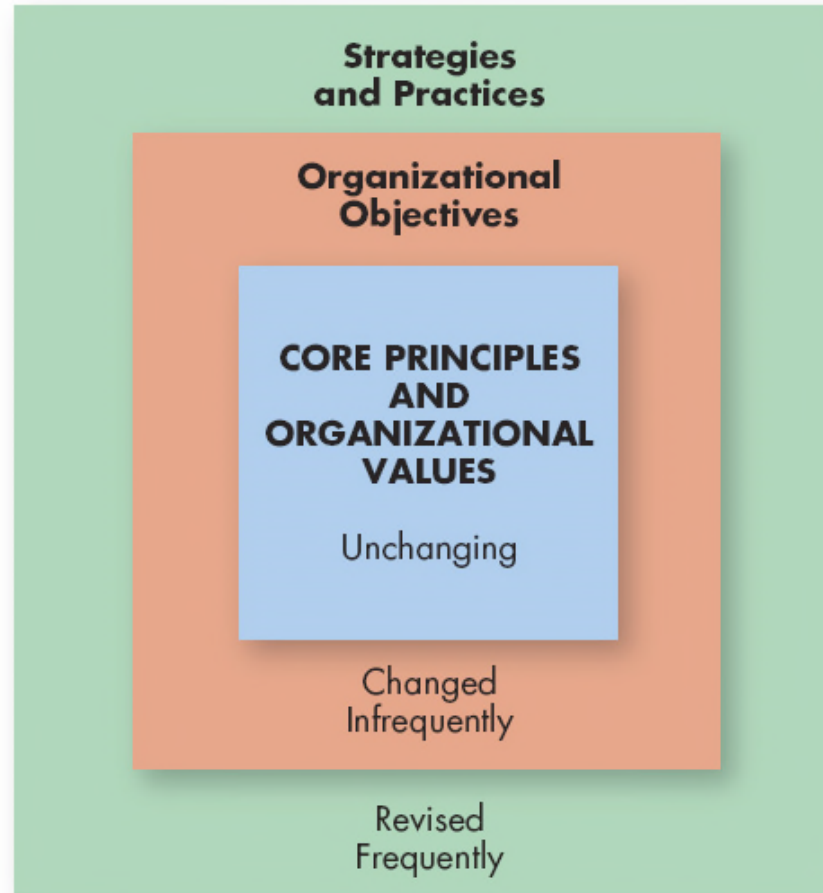 Strategies
and Practices
Organizational
Objectives
CORE PRINCIPLES
AND
ORGANIZATIONAL
VALUES
Unchanging
Changed
Infrequently
Revised
Frequently